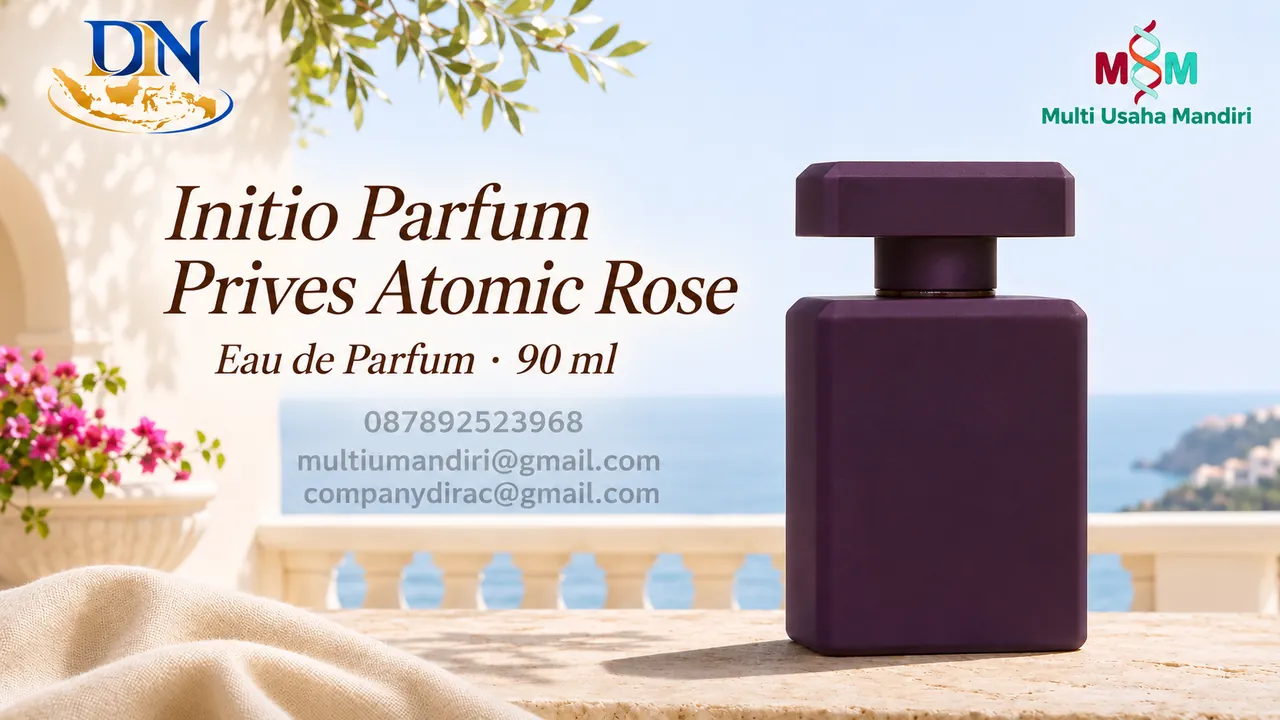 DN
M M
Multi Usaha Mandiri
Initio Parfum
Prives Atomic Rose
Eau de Parfum · 90 ml
087892523968
multiumandiri@gmail.com
companydirac@gmail.com